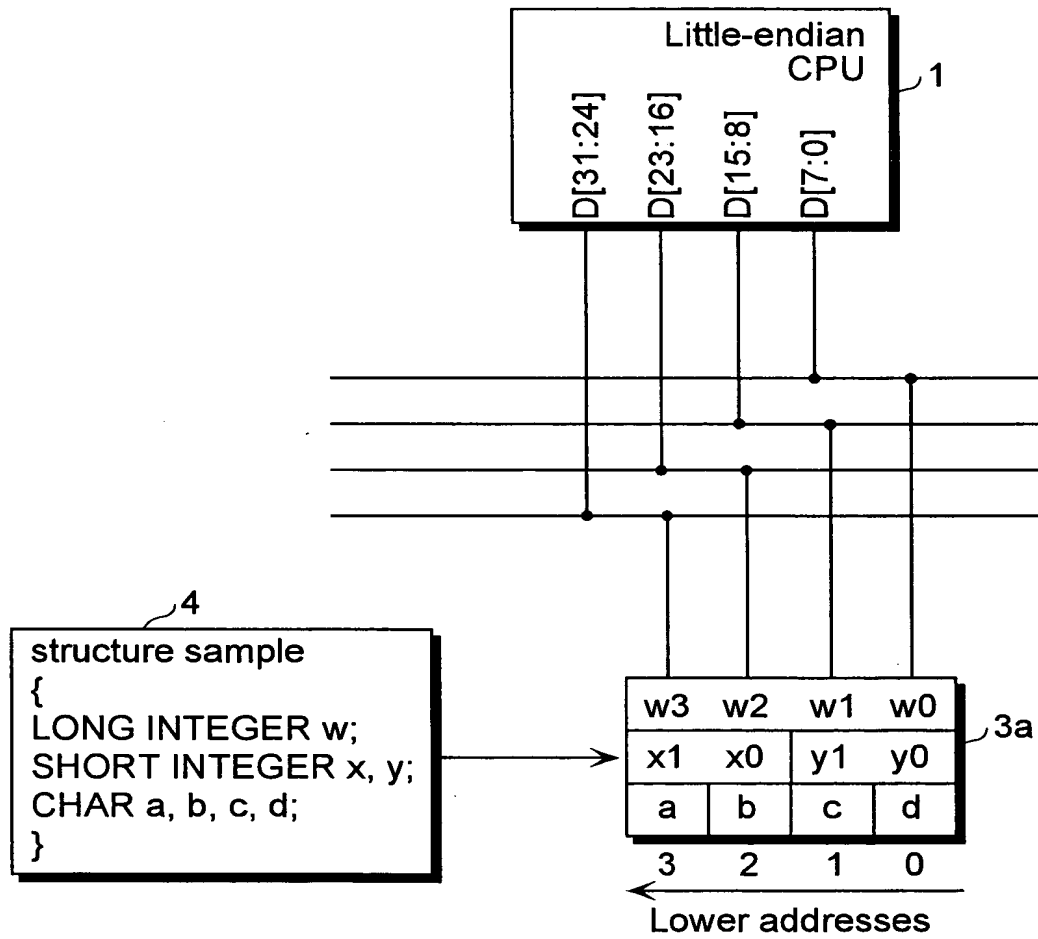 Little-endian
CPU
1
D[31:24]
D[23:16]
D[15:8]
D[7:0]
4
structure sample
{
LONG INTEGER w;
SHORT INTEGER x, y;
CHAR a, b, c, d;
}
3a
w3 w2 w1 w0
x1 x0 y1 y0
a b c d
3 2 1 0
Lower addresses